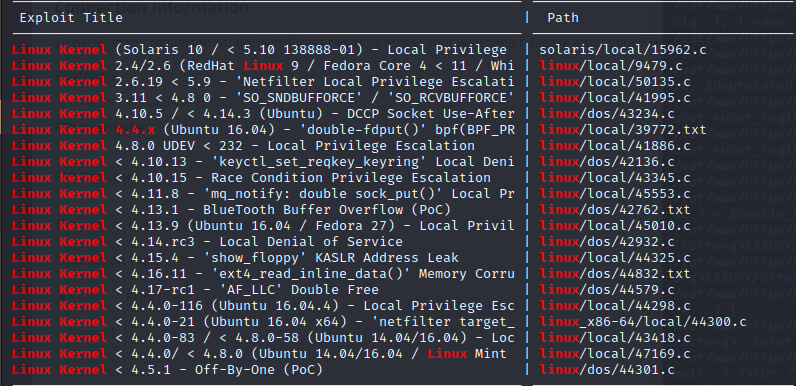 Exploit Title | Path
Linux Kernel (Solaris 10 / < 5.10 138888-01) - Local Privilege | solaris/local/15962.c
Linux Kernel 2.4/2.6 (RedHat Linux 9 / Fedora Core 4 < 11 / Whi | linux/local/9479.c
Linux Kernel 2.6.19 < 5.9 - 'Netfilter Local Privilege Escalati | linux/local/50135.c
Linux Kernel 3.11 < 4.8 0 - 'SO_SNDBUFFORCE' / 'SO_RCVBUFFORCE' | linux/local/41995.c
Linux Kernel 4.10.5 / < 4.14.3 (Ubuntu) - DCCP Socket Use-After | linux/dos/43234.c
Linux Kernel 4.4.x (Ubuntu 16.04) - 'double-fdput()' bpf(BPF_PR | linux/local/39772.txt
Linux Kernel 4.8.0 UDEV < 232 - Local Privilege Escalation | linux/local/41886.c
Linux Kernel < 4.10.13 - 'keyctl_set_reqkey_keyring' Local Deni | linux/dos/42136.c
Linux Kernel < 4.10.15 - Race Condition Privilege Escalation | linux/local/43345.c
Linux Kernel < 4.11.8 - 'mq_notify: double sock_put()' Local Pr | linux/local/45553.c
Linux Kernel < 4.13.1 - BlueTooth Buffer Overflow (PoC) | linux/dos/42762.txt
Linux Kernel < 4.13.9 (Ubuntu 16.04 / Fedora 27) - Local Privil | linux/local/45010.c
Linux Kernel < 4.14.rc3 - Local Denial of Service | linux/dos/42932.c
Linux Kernel < 4.15.4 - 'show_floppy' KASLR Address Leak | linux/local/44325.c
Linux Kernel < 4.16.11 - 'ext4_read_inline_data()' Memory Corru | linux/dos/44832.txt
Linux Kernel < 4.17-rc1 - 'AF_LLC' Double Free | linux/dos/44579.c
Linux Kernel < 4.4.0-116 (Ubuntu 16.04.4) - Local Privilege Esc | linux/local/44298.c
Linux Kernel < 4.4.0-21 (Ubuntu 16.04 x64) - 'netfilter target_ | linux_x86-64/local/44300.c
Linux Kernel < 4.4.0-83 / < 4.8.0-58 (Ubuntu 14.04/16.04) - Loc | linux/local/43418.c
Linux Kernel < 4.4.0/ < 4.8.0 (Ubuntu 14.04/16.04 / Linux Mint | linux/local/47169.c
Linux Kernel < 4.5.1 - Off-By-One (PoC) | linux/dos/44301.c